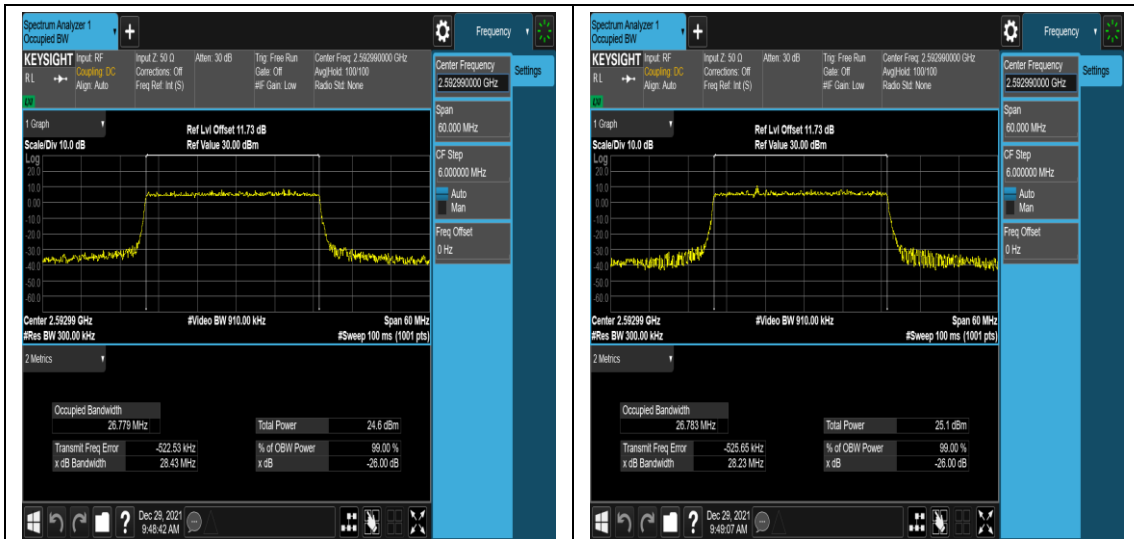 Spectrum Analyzer 1
Occupied BW
+
Frequency
KEYSIGHT Input: RF Input Z: 50 Ω Atten: 30 dB Trig: Free Run Center Freq: 2.592990000 GHz
RL Coupling: DC Corrections: Off Gate: Off Avg|Hold: 100/100
Align: Auto Freq Ref: Int (S) #IF Gain: Low Radio Std: None
Center Frequency
2.592990000 GHz
Settings
Span
60.000 MHz
CF Step
6.000000 MHz
Auto
Man
Freq Offset
0 Hz
1 Graph
Ref Lvl Offset 11.73 dB
Scale/Div 10.0 dB Ref Value 30.00 dBm
Log
20.0
10.0
0.00
-10.0
-20.0
-30.0
-40.0
-50.0
-60.0
Center 2.59299 GHz #Video BW 910.00 kHz Span 60 MHz
#Res BW 300.00 kHz #Sweep 100 ms (1001 pts)
2 Metrics
Occupied Bandwidth
26.779 MHz Total Power 24.6 dBm
Transmit Freq Error -522.53 kHz % of OBW Power 99.00 %
x dB Bandwidth 28.43 MHz x dB -26.00 dB
?
Dec 29, 2021
9:48:42 AM
Spectrum Analyzer 1
Occupied BW
+
Frequency
KEYSIGHT Input: RF Input Z: 50 Ω Atten: 30 dB Trig: Free Run Center Freq: 2.592990000 GHz
RL Coupling: DC Corrections: Off Gate: Off Avg|Hold: 100/100
Align: Auto Freq Ref: Int (S) #IF Gain: Low Radio Std: None
Center Frequency
2.592990000 GHz
Settings
Span
60.000 MHz
CF Step
6.000000 MHz
Auto
Man
Freq Offset
0 Hz
1 Graph
Ref Lvl Offset 11.73 dB
Scale/Div 10.0 dB Ref Value 30.00 dBm
Log
20.0
10.0
0.00
-10.0
-20.0
-30.0
-40.0
-50.0
-60.0
Center 2.59299 GHz #Video BW 910.00 kHz Span 60 MHz
#Res BW 300.00 kHz #Sweep 100 ms (1001 pts)
2 Metrics
Occupied Bandwidth
26.783 MHz Total Power 25.1 dBm
Transmit Freq Error -525.65 kHz % of OBW Power 99.00 %
x dB Bandwidth 28.23 MHz x dB -26.00 dB
?
Dec 29, 2021
9:49:07 AM